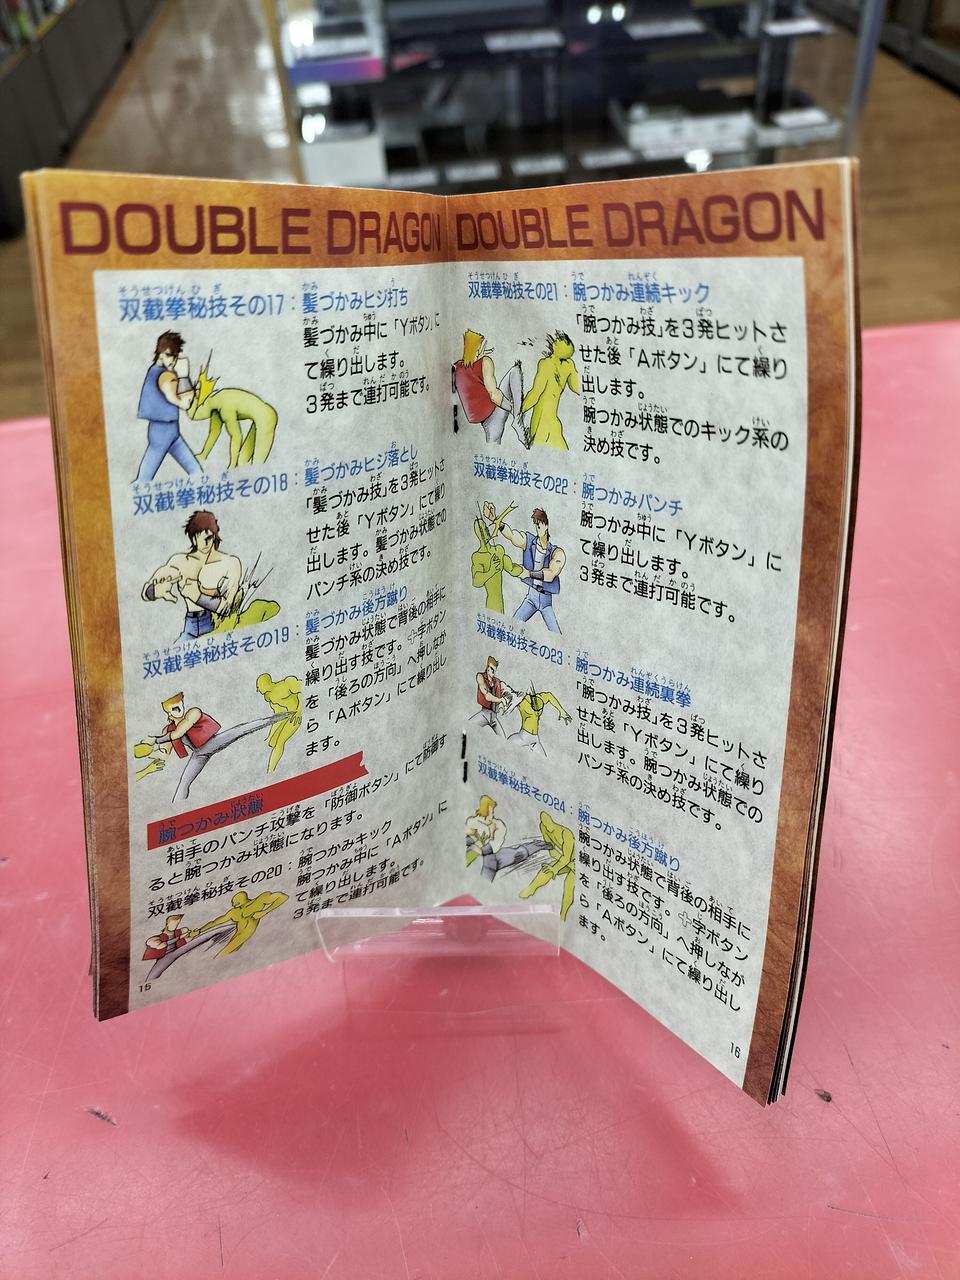 DOUBLE DRAGON
双截拳秘技その17：髪づかみヒジ打ち
髪づかみ中に「Yボタン」に
て繰り出します。
3発まで連打可能です。
双截拳秘技その18：髪づかみヒジ落とし
「髪づかみ技」を3発ヒット
せた後「Yボタン」にて繰り
出します。髪づかみ状態での
パンチ系の決め技です。
双截拳秘技その19：髪づかみ後方蹴り
髪づかみ状態で背後の相手に
繰り出す技です。十字ボタン
を「後ろの方向」へ押しなが
ら「Aボタン」にて繰り出し
ます。
腕つかみ状態
相手のパンチ攻撃を「防御ボタン」にて防御す
ると腕つかみ状態になります。
双截拳秘技その20：腕つかみキック
腕つかみ中に「Aボタン」に
て繰り出します。
3発まで連打可能です。
15
DOUBLE DRAGON
双截拳秘技その21：腕つかみ連続キック
「腕つかみ技」を3発ヒットさ
せた後「Aボタン」にて繰り
出します。
腕つかみ状態でのキック系の
決め技です。
双截拳秘技その22：腕つかみパンチ
腕つかみ中に「Yボタン」に
て繰り出します。
3発まで連打可能です。
双截拳秘技その23：腕つかみ連続裏拳
「腕つかみ技」を3発ヒットさ
せた後「Yボタン」にて繰り
出します。腕つかみ状態での
パンチ系の決め技です。
双截拳秘技その24：腕つかみ後方蹴り
腕つかみ状態で背後の相手に
繰り出す技です。十字ボタン
を「後ろの方向」へ押しなが
ら「Aボタン」にて繰り出し
ます。
16